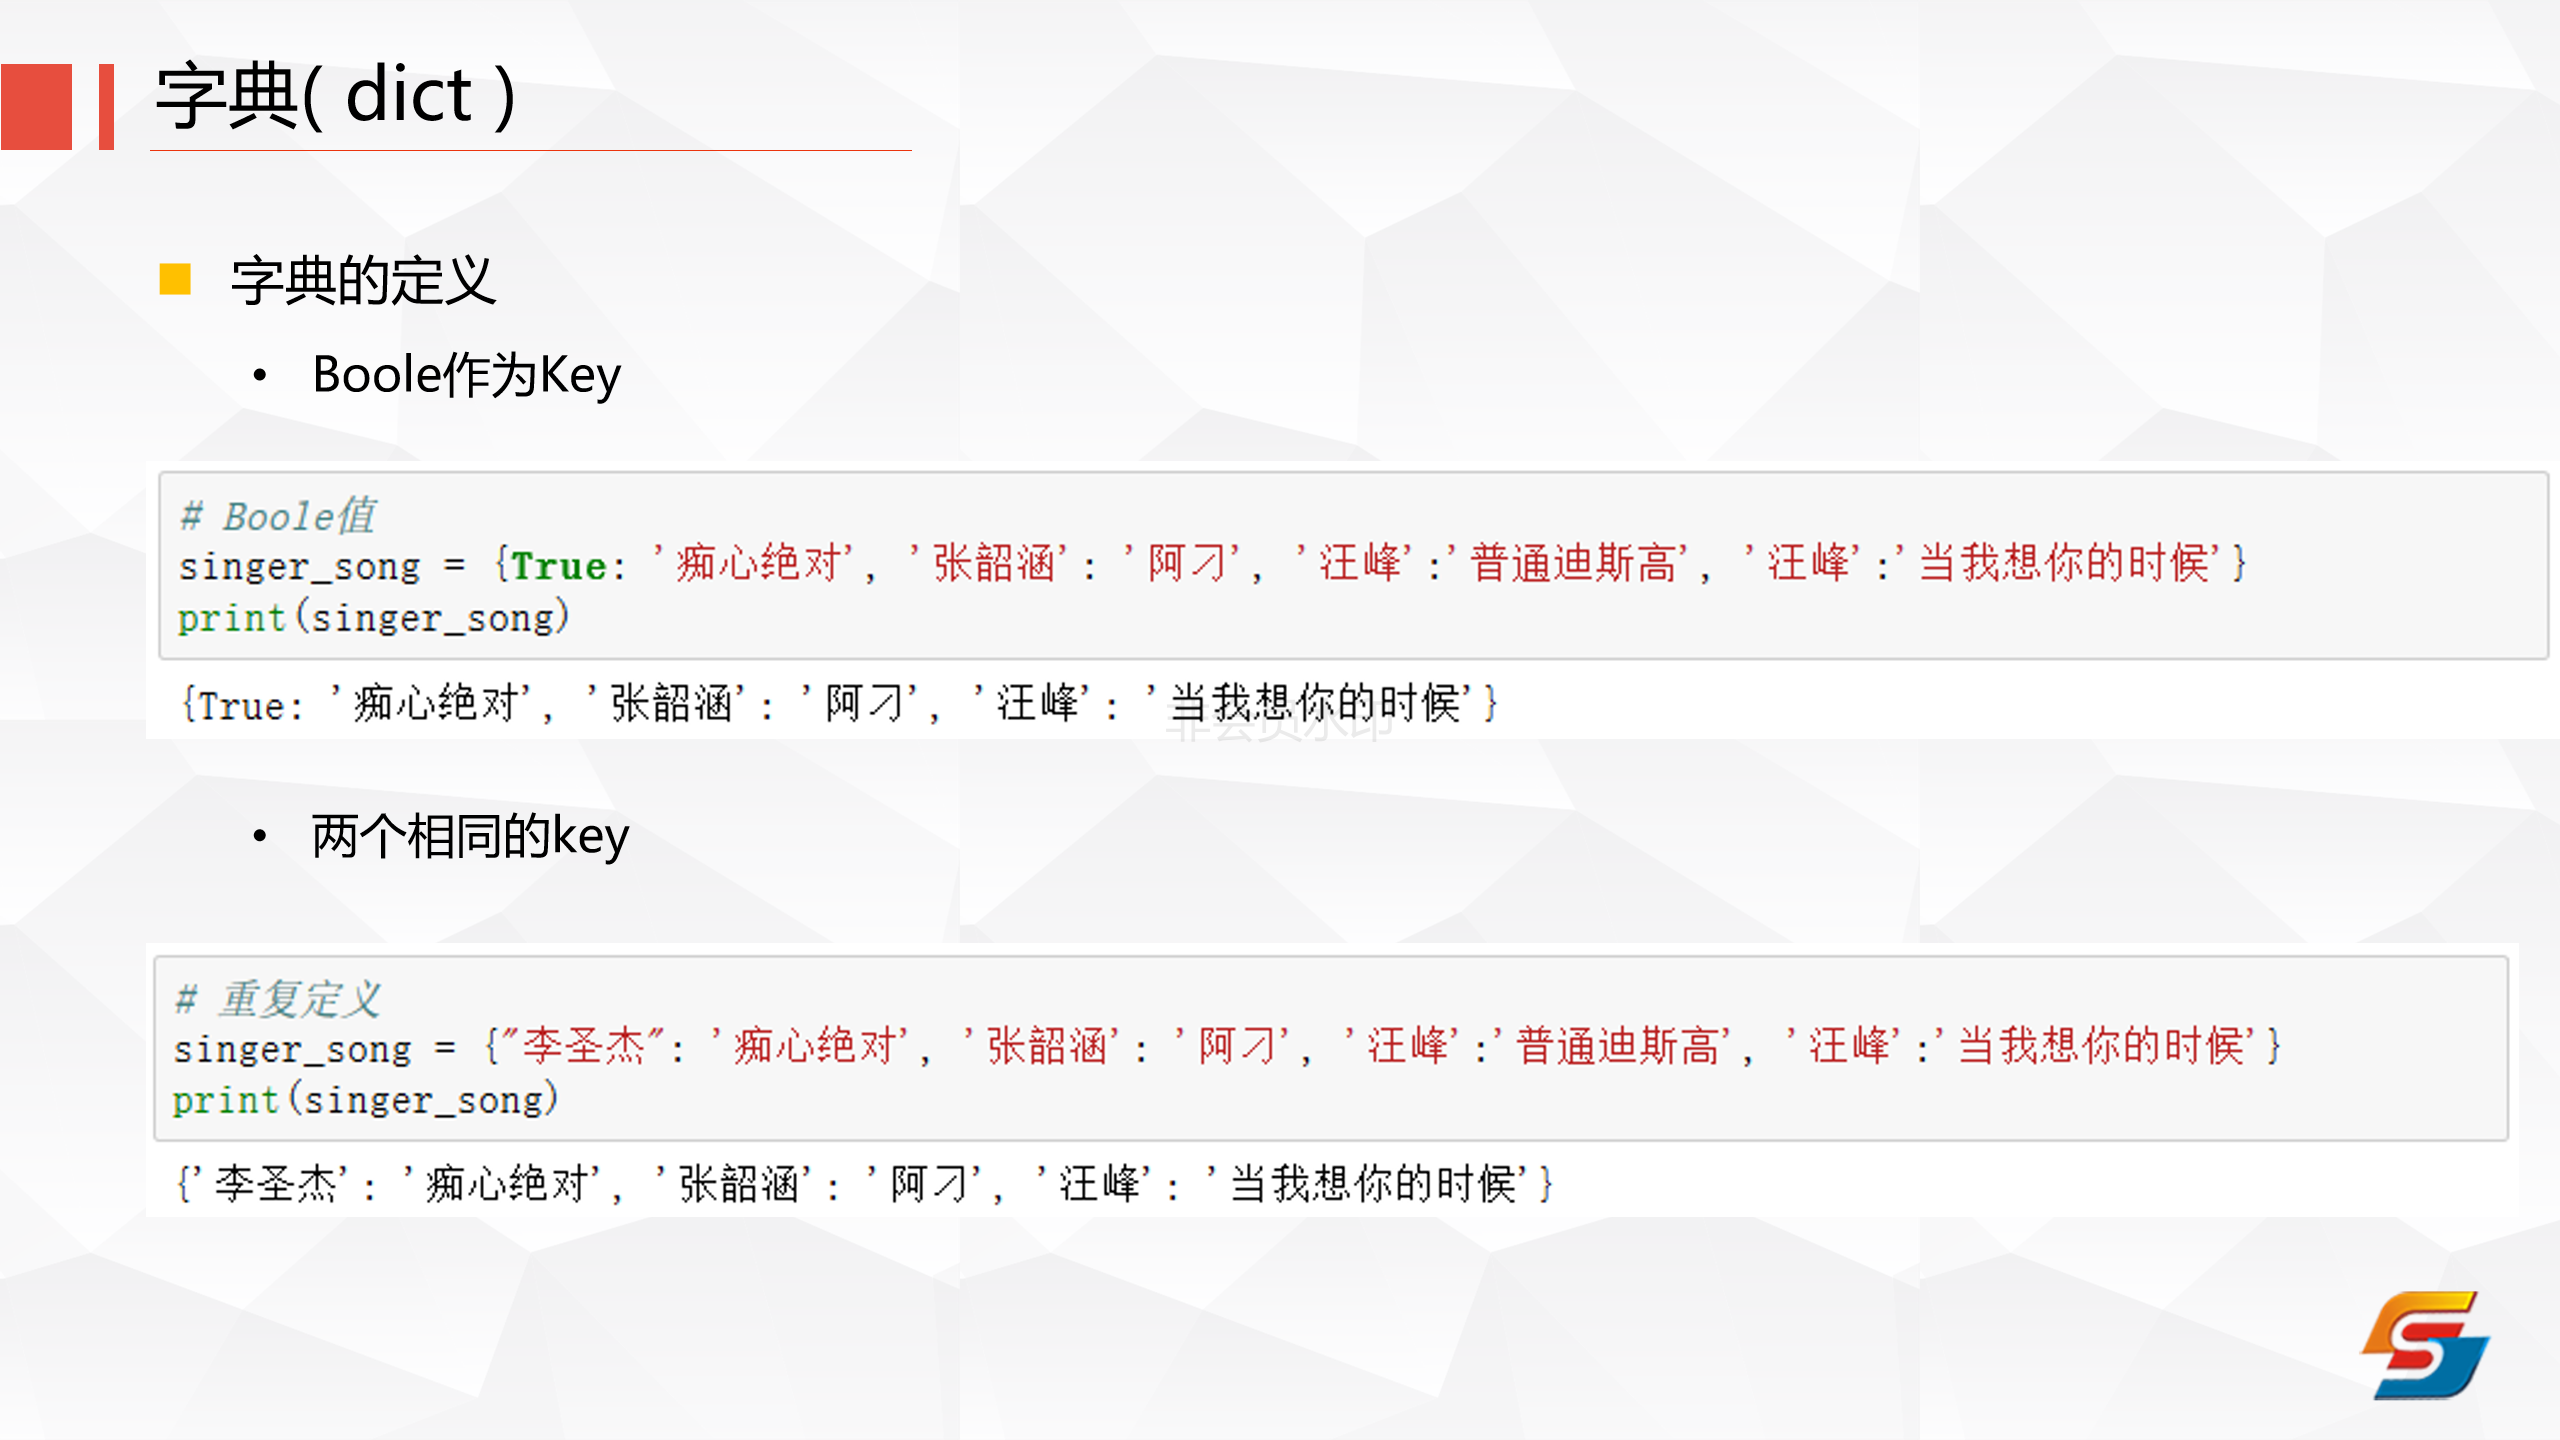 字典( dict )
字典的定义
• Boole作为Key
# Boole值
singer_song = {True: '痴心绝对', '张韶涵': '阿刁', '汪峰':'普通迪斯高', '汪峰':'当我想你的时候'}
print(singer_song)
{True: '痴心绝对', '张韶涵': '阿刁', '汪峰': '当我想你的时候'}
非会员水印
• 两个相同的key
# 重复定义
singer_song = {"李圣杰": '痴心绝对', '张韶涵': '阿刁', '汪峰':'普通迪斯高', '汪峰':'当我想你的时候'}
print(singer_song)
{'李圣杰': '痴心绝对', '张韶涵': '阿刁', '汪峰': '当我想你的时候'}